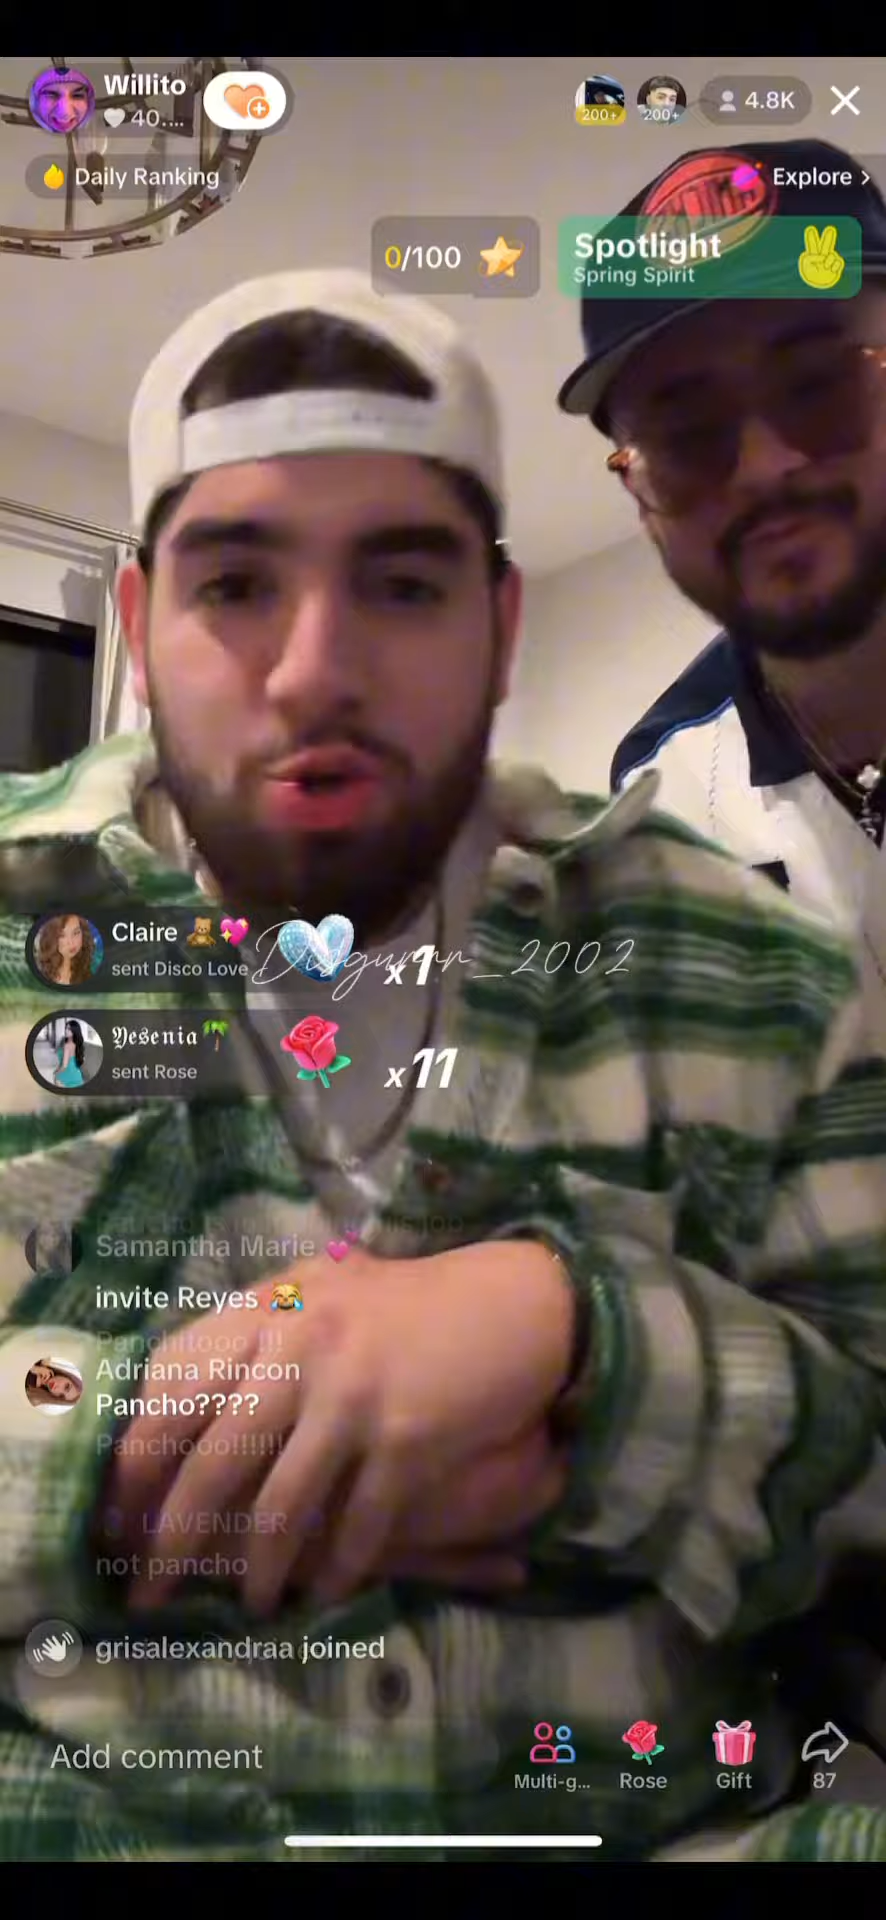 Willito
40....
200+
200+
4.8K
Daily Ranking
Explore >
0/100
Spotlight
Spring Spirit
Claire
sent Disco Love
x1
_2002
Yesenia
sent Rose
x11
Samantha Marie
invite Reyes
Panchitooo !!!
Adriana Rincon
Pancho????
Panchooo!!!!!!
LAVENDER
not pancho
grisalexandraa joined
Add comment
Multi-g...
Rose
Gift
87